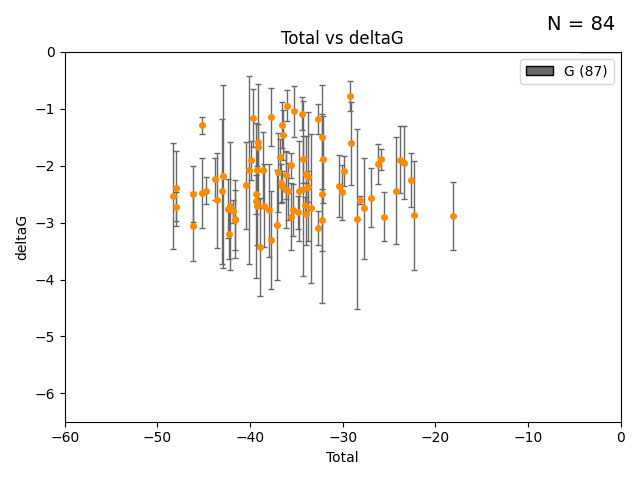 N = 84
Total vs deltaG
G (87)
deltaG
0
−1
−2
−3
−4
−5
−6
−60
−50
−40
−30
−20
−10
0
Total